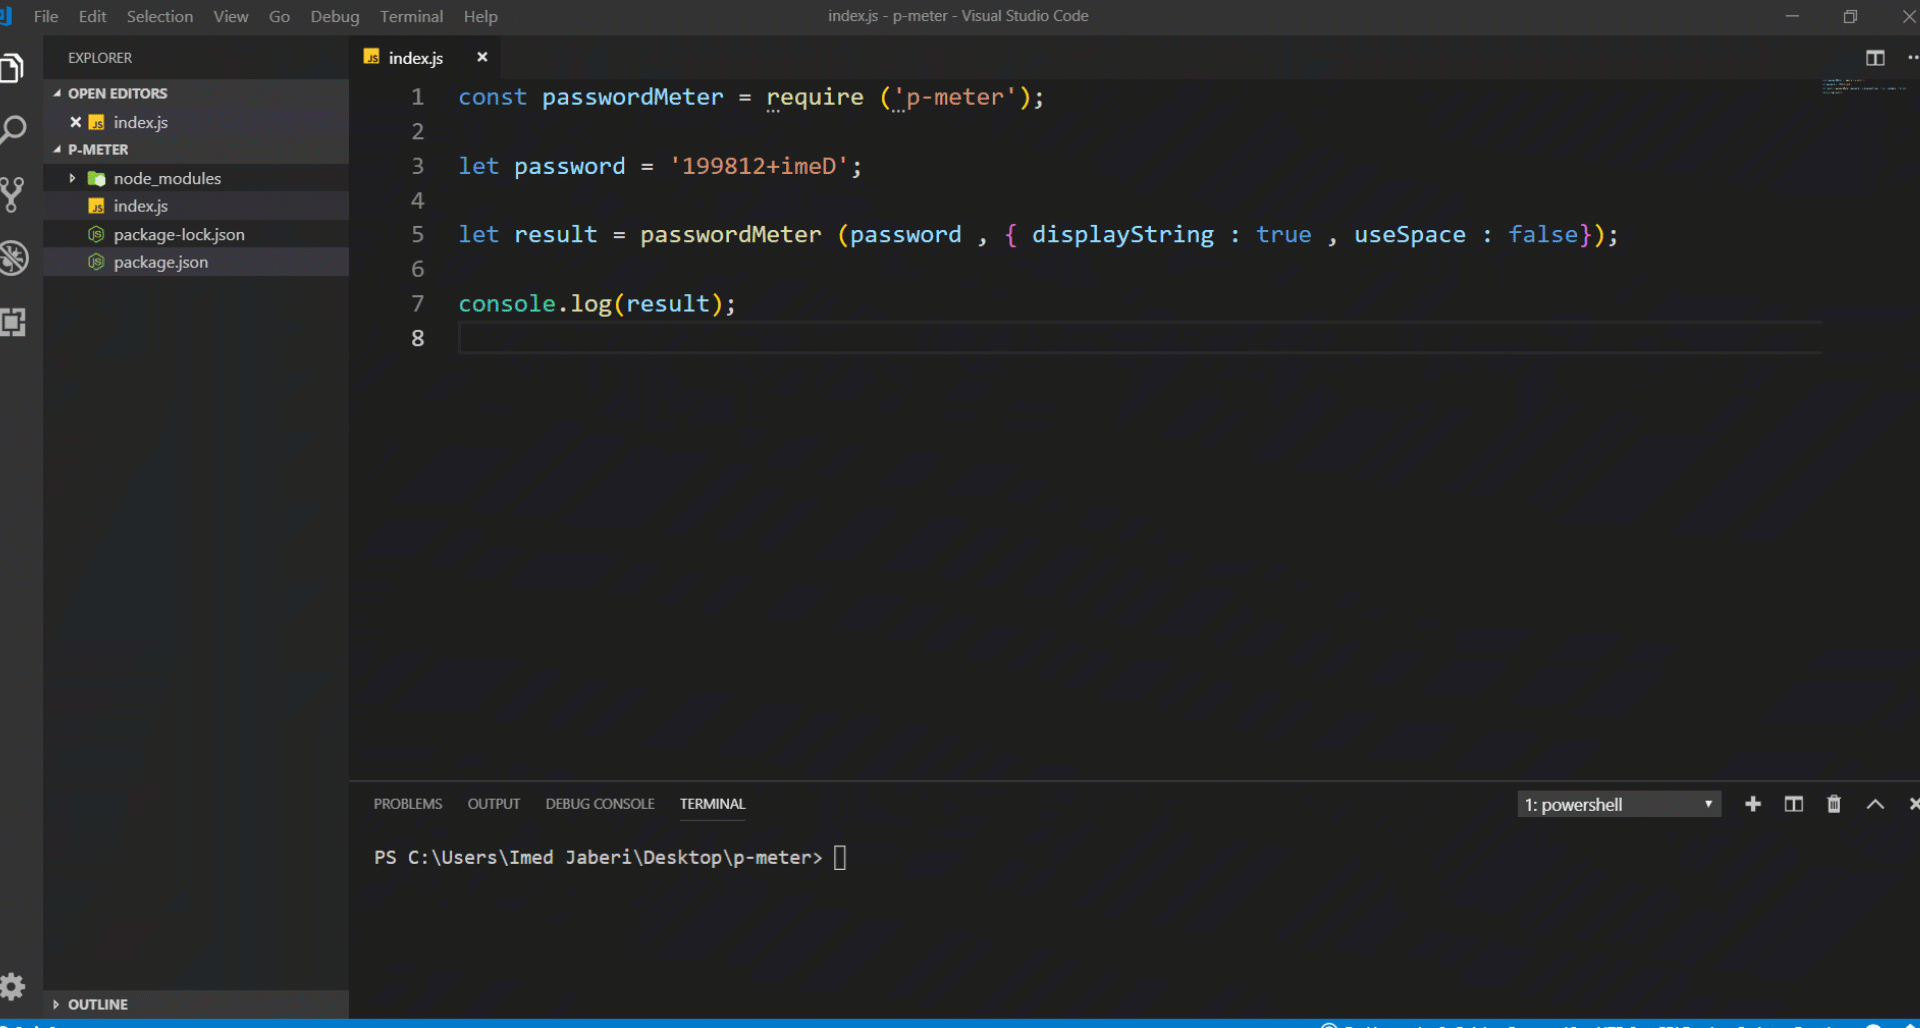 File Edit Selection View Go Debug Terminal Help
index.js - p-meter - Visual Studio Code
EXPLORER
OPEN EDITORS
index.js
P-METER
node_modules
index.js
package-lock.json
package.json
OUTLINE
index.js
1 const passwordMeter = require ('p-meter');
2
3 let password = '199812+imeD';
4
5 let result = passwordMeter (password , { displayString : true , useSpace : false});
6
7 console.log(result);
8
PROBLEMS OUTPUT DEBUG CONSOLE TERMINAL
1: powershell
PS C:\Users\Imed Jaberi\Desktop\p-meter>